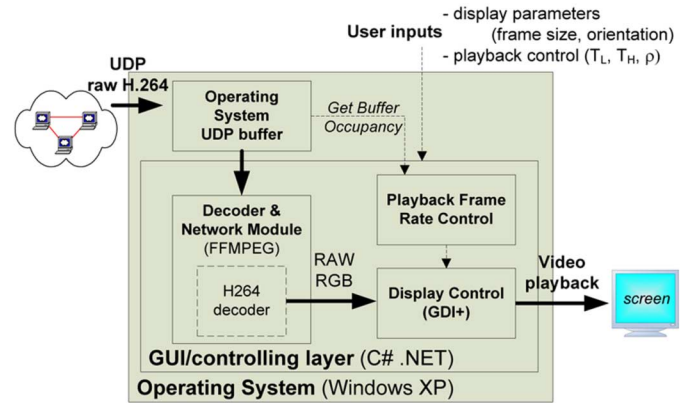 - display parameters
(frame size, orientation)
User inputs
- playback control (T_L, T_H, ρ)
UDP
raw H.264
Operating
System
UDP buffer
Get Buffer
Occupancy
Decoder &
Network Module
(FFMPEG)
H264
decoder
RAW
RGB
Playback Frame
Rate Control
Display Control
(GDI+)
Video
playback
screen
GUI/controlling layer (C# .NET)
Operating System (Windows XP)